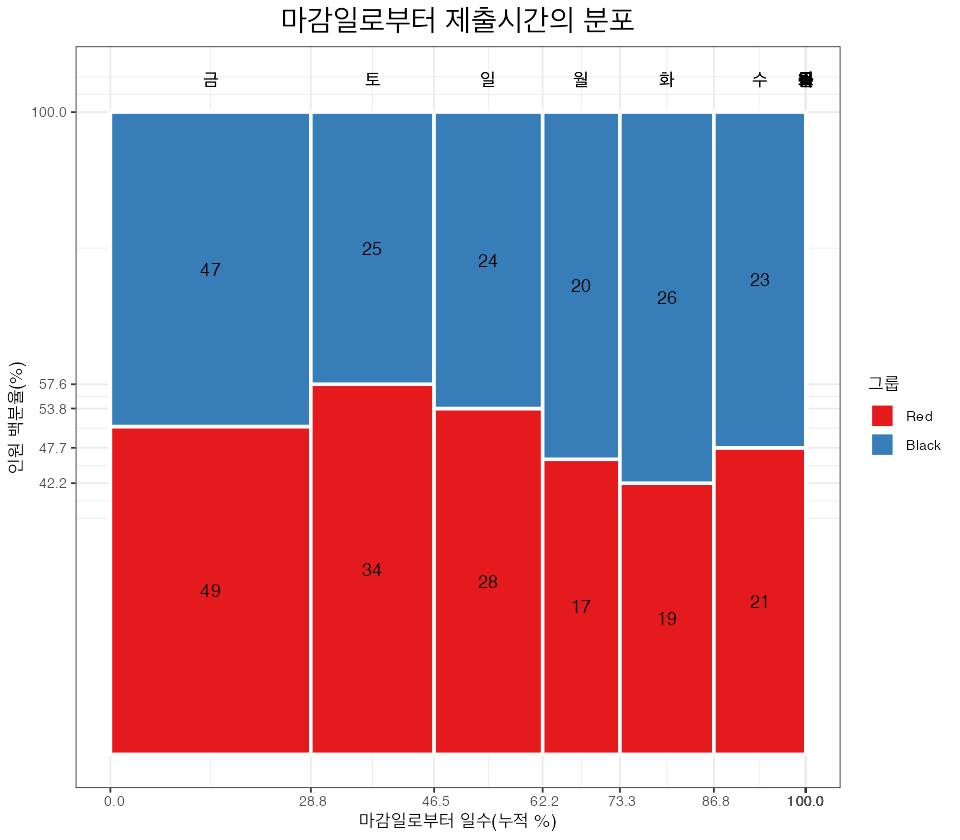 마감일로부터 제출시간의 분포
금 토 일 월 화 수
100.0
57.6
53.8
47.7
42.2
인원 백분율(%)
47 25 24 20 26 23
49 34 28 17 19 21
그룹
Red
Black
0.0 28.8 46.5 62.2 73.3 86.8 100.0
마감일로부터 일수(누적 %)